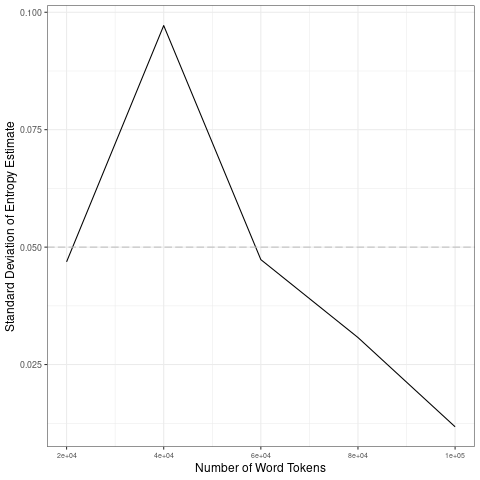 Standard Deviation of Entropy Estimate
0.100
0.075
0.050
0.025
2e+04 4e+04 6e+04 8e+04 1e+05
Number of Word Tokens